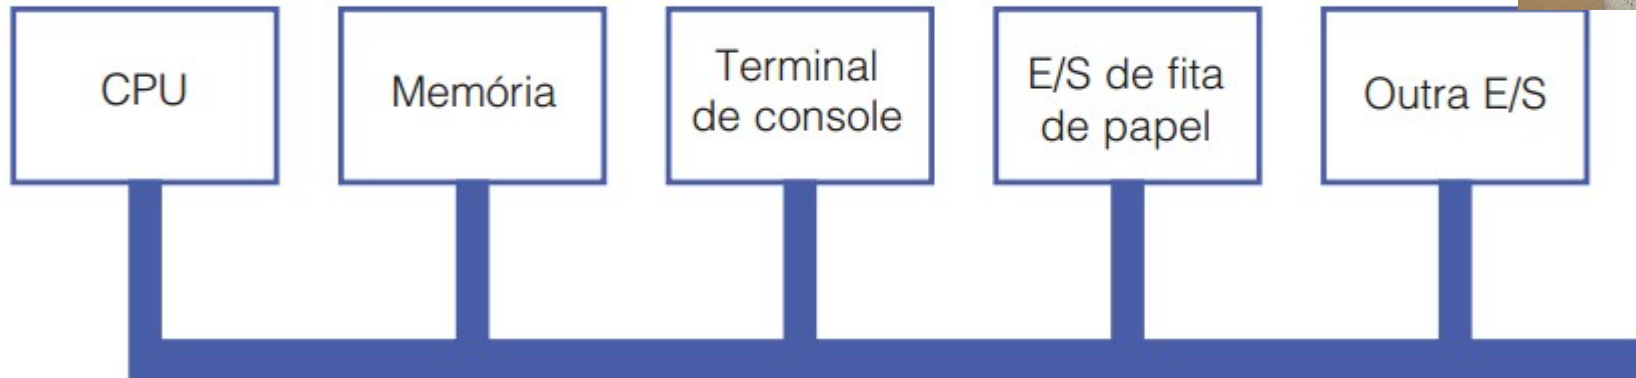 CPU
Memória
Terminal
de console
E/S de fita
de papel
Outra E/S